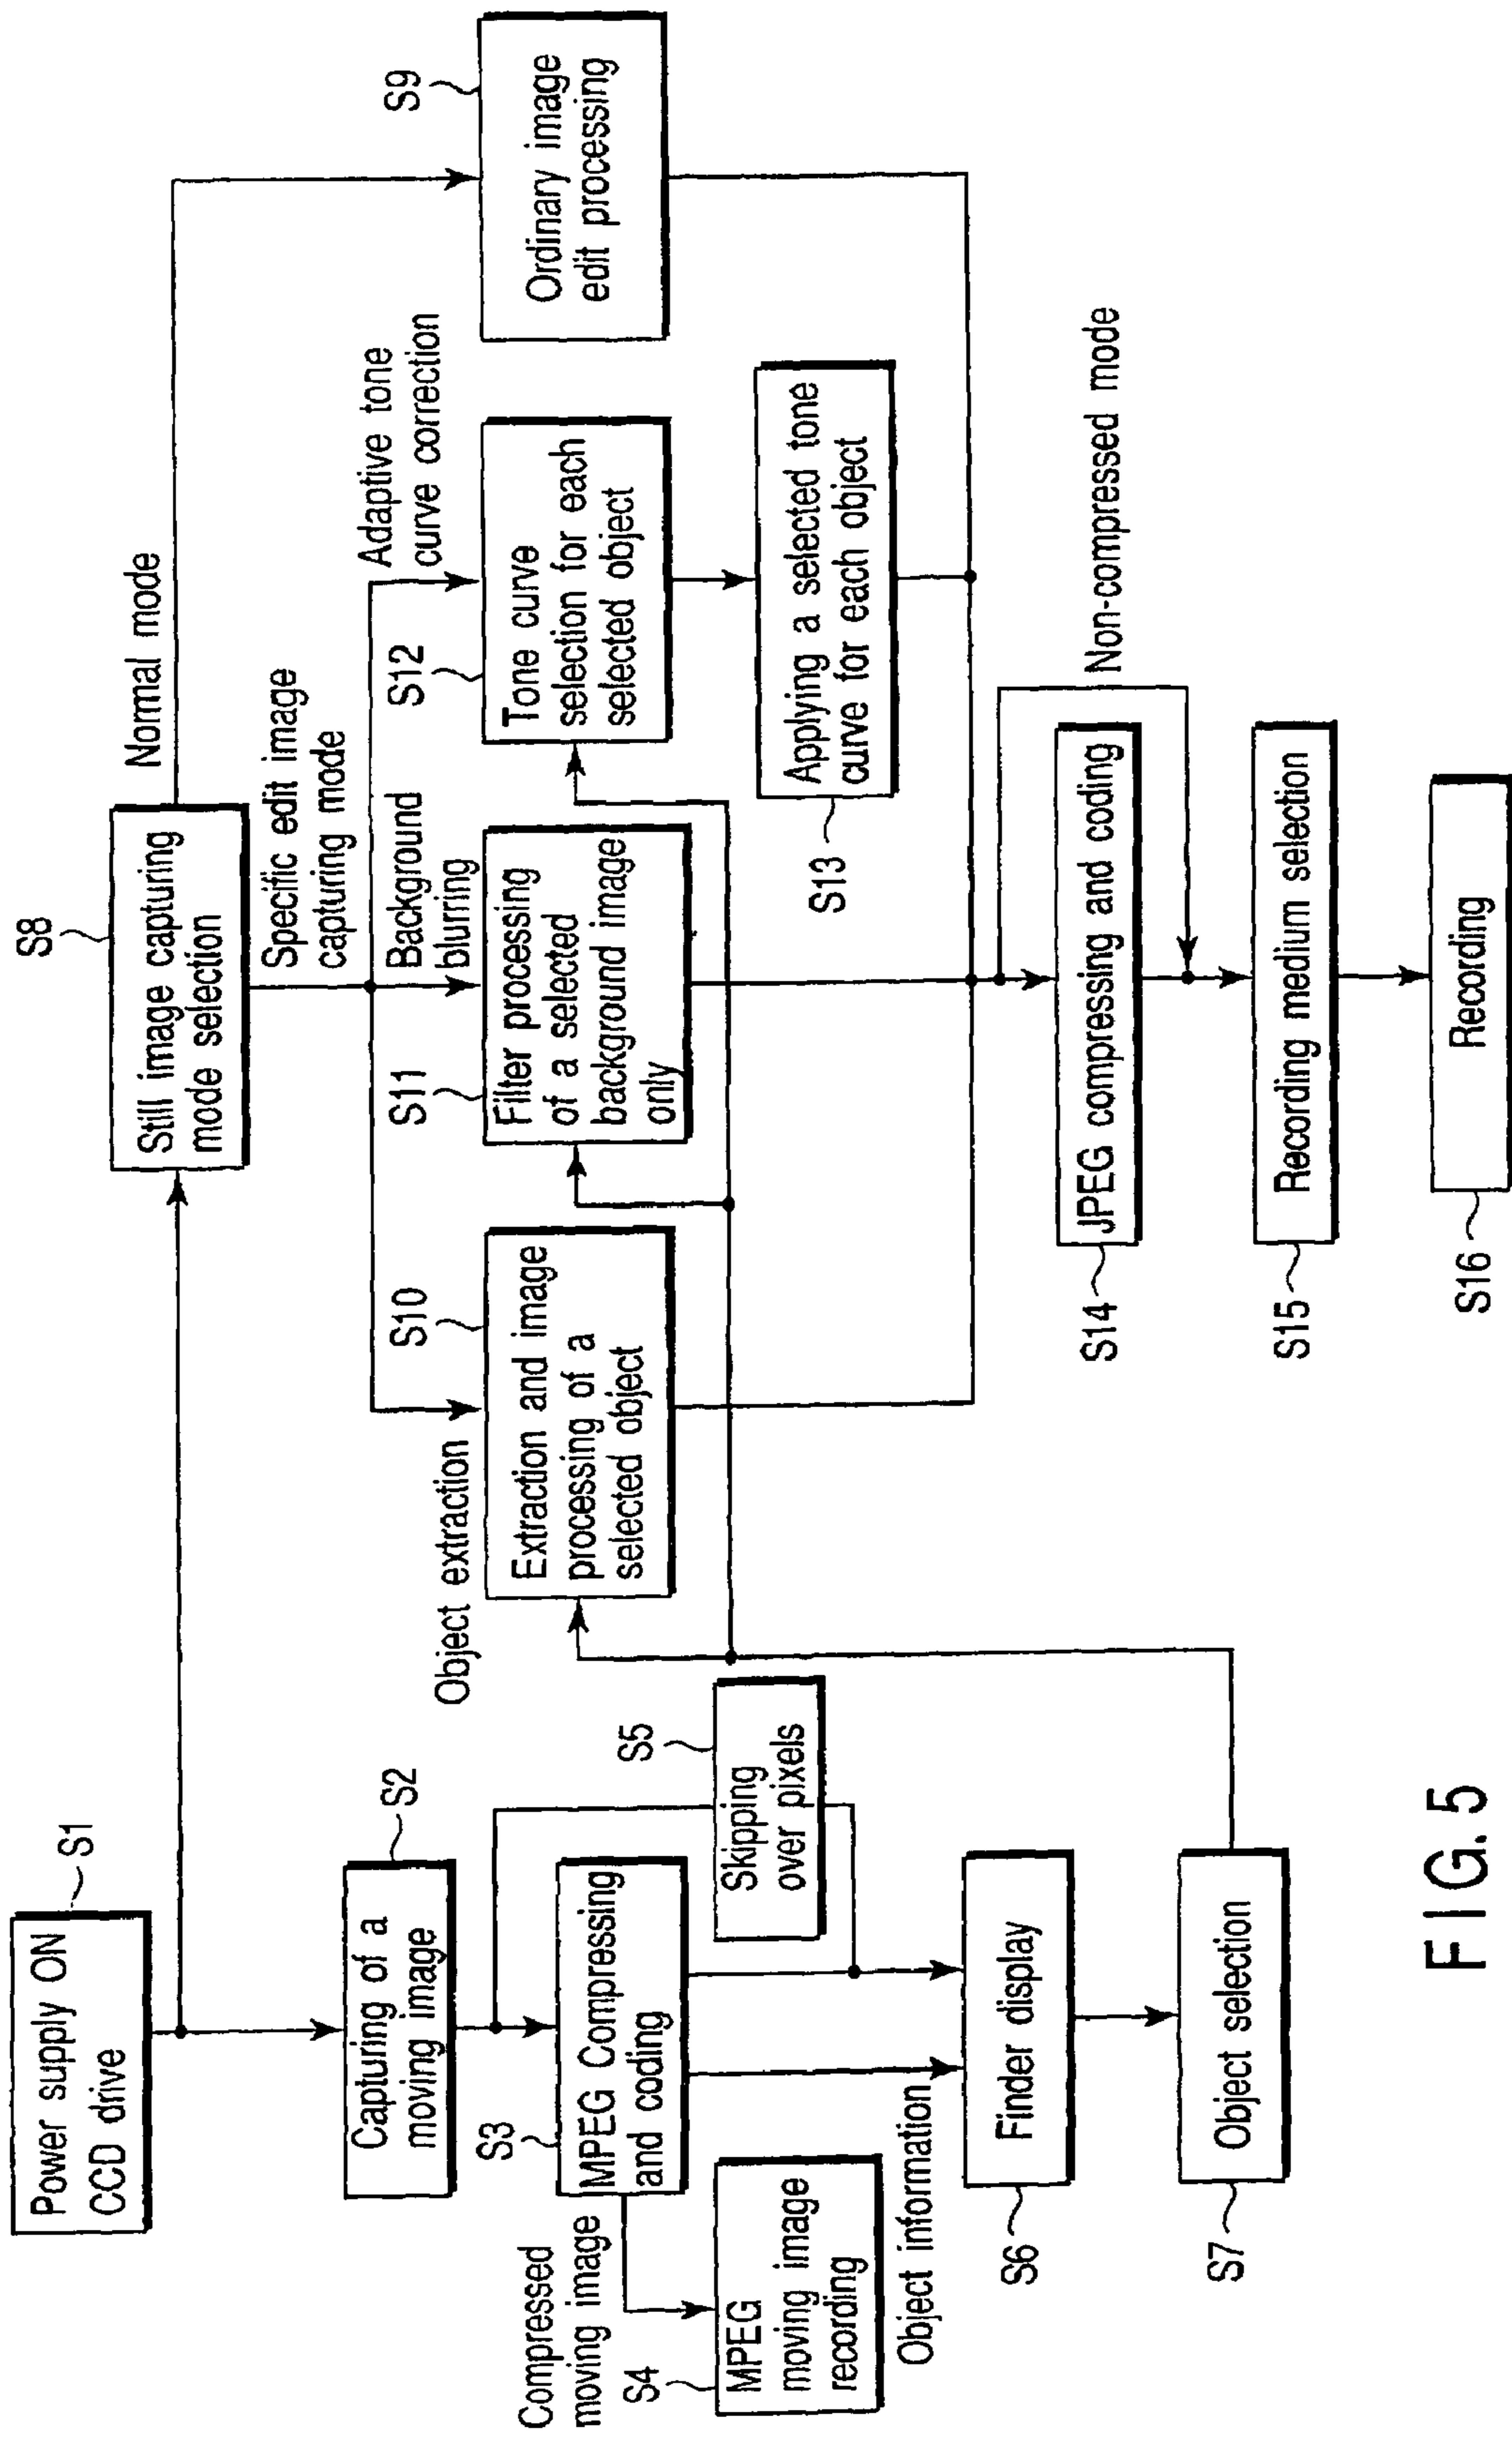 Power supply ON
CCD drive
S1
Capturing of a
moving image
S2
S3
MPEG Compressing
and coding
Compressed
moving image
S4
MPEG
moving image
recording
S5
Skipping
over pixels
Object information
S6
Finder display
S7
Object selection
S8
Still image capturing
mode selection
Normal mode
Specific edit image
capturing mode
Object extraction
Background
blurring
Adaptive tone
curve correction
S10
Extraction and image
processing of a
selected object
S11
Filter processing
of a selected
background image
only
S12
Tone curve
selection for each
selected object
S9
Ordinary image
edit processing
S13
Applying a selected tone
curve for each object
Non-compressed mode
S14
JPEG compressing and coding
S15
Recording medium selection
S16
Recording
FIG. 5